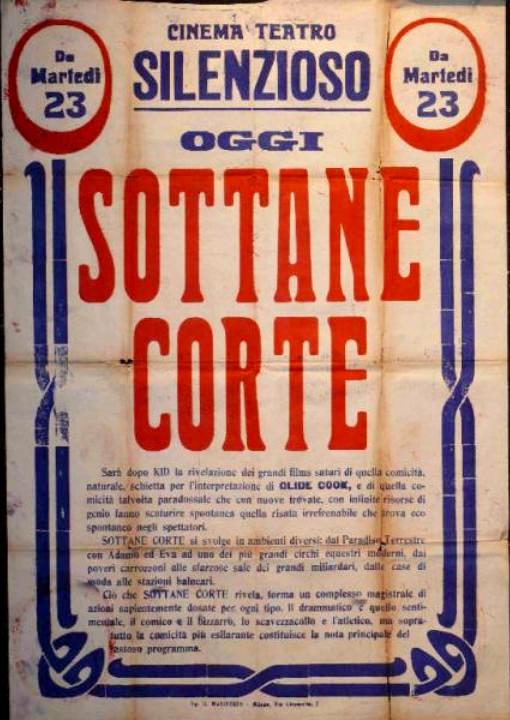 CINEMA TEATRO
SILENZIOSO
Da
Martedì
23
Da
Martedì
23
OGGI
SOTTANE
CORTE
Sarà dopo KID la rivelazione dei grandi films futuri di quella comicità,
naturale, schietta per l'interpretazione di CLIDE COOK, e di quella co-
micità talvolta paradossale che con nuove trovate, con infinite risorse di
genio fanno scaturire spontanea quella risata irrefrenabile che trova eco
spontaneo negli spettatori.
SOTTANE CORTE si svolge in ambienti diversi: dal Paradiso Terrestre
con Adamo ed Eva ad uno dei più grandi circhi equestri moderni, dai
poveri carrozzoni alle sfarzose sale dei grandi miliardari, dalle case di
moda alle stazioni balneari.
Ciò che SOTTANE CORTE rivela, forma un complesso magistrale di
azioni sapientemente dosate per ogni tipo. Il drammatico e quello senti-
mentale, il comico e il bizzarro, lo scavezzacollo e l'atletico, ma sopra-
tutto la comicità più esilarante costituisce la nota principale del
fastoso programma.